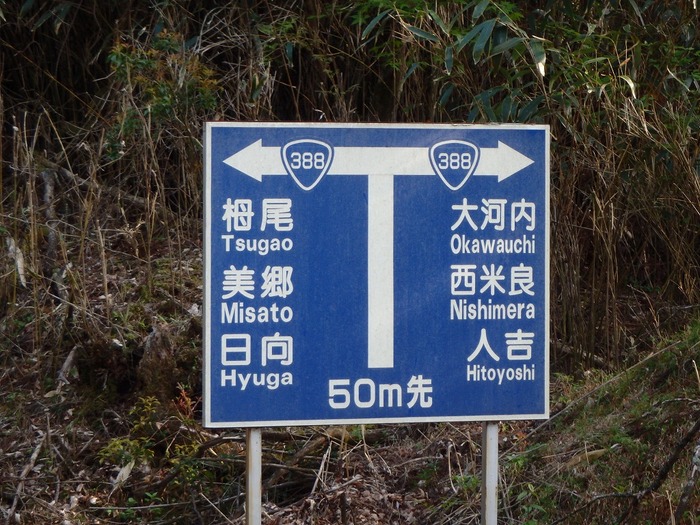 388 388
栂尾 大河内
Tsugao Okawauchi
美郷 西米良
Misato Nishimera
日向 人吉
Hyuga Hitoyoshi
50m先